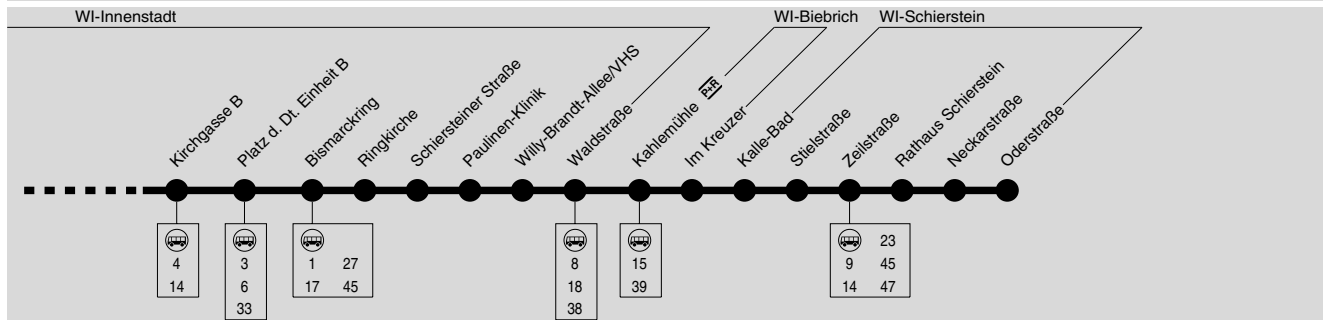 WI-Innenstadt
WI-Biebrich
WI-Schierstein
Kirchgasse B
Platz d. Dt. Einheit B
Bismarckring
Ringkirche
Schiersteiner Straße
Paulinen-Klinik
Willy-Brandt-Allee/VHS
Waldstraße
Kahlemühle P+R
Im Kreuzer
Kalle-Bad
Stielstraße
Zeilstraße
Rathaus Schierstein
Neckarstraße
Oderstraße
4
14
3
6
33
1 27
17 45
8
18
38
15
39
23
9 45
14 47